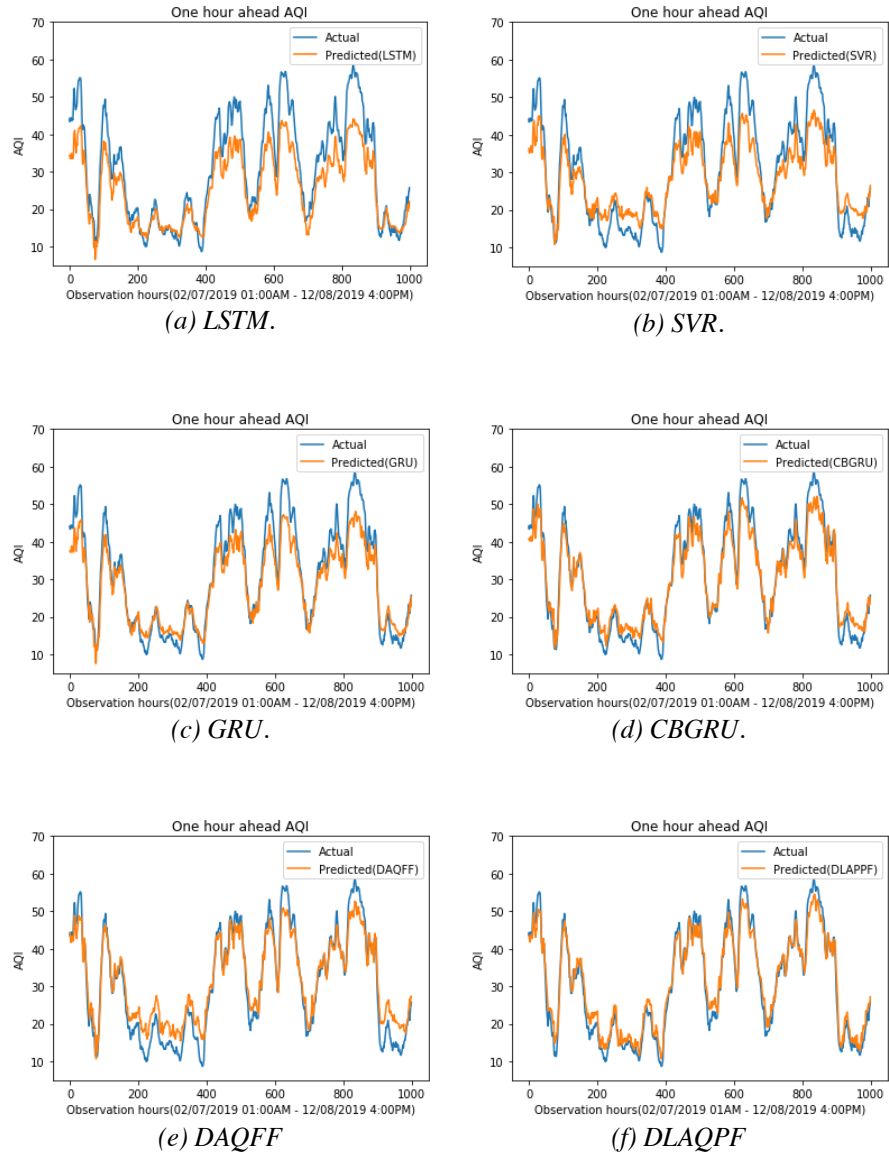 One hour ahead AQI
70
60
50
40
30
20
10
AQI
Actual
Predicted(LSTM)
0 200 400 600 800 1000
Observation hours(02/07/2019 01:00AM - 12/08/2019 4:00PM)
(a) LSTM.
One hour ahead AQI
70
60
50
40
30
20
10
AQI
Actual
Predicted(SVR)
0 200 400 600 800 1000
Observation hours(02/07/2019 01:00AM - 12/08/2019 4:00PM)
(b) SVR.
One hour ahead AQI
70
60
50
40
30
20
10
AQI
Actual
Predicted(GRU)
0 200 400 600 800 1000
Observation hours(02/07/2019 01:00AM - 12/08/2019 4:00PM)
(c) GRU.
One hour ahead AQI
70
60
50
40
30
20
10
AQI
Actual
Predicted(CBGRU)
0 200 400 600 800 1000
Observation hours(02/07/2019 01:00AM - 12/08/2019 4:00PM)
(d) CBGRU.
One hour ahead AQI
70
60
50
40
30
20
10
AQI
Actual
Predicted(DAQFF)
0 200 400 600 800 1000
Observation hours(02/07/2019 01:00AM - 12/08/2019 4:00PM)
(e) DAQFF
One hour ahead AQI
70
60
50
40
30
20
10
AQI
Actual
Predicted(DLAPPF)
0 200 400 600 800 1000
Observation hours(02/07/2019 01AM - 12/08/2019 4:00PM)
(f) DLAQPF